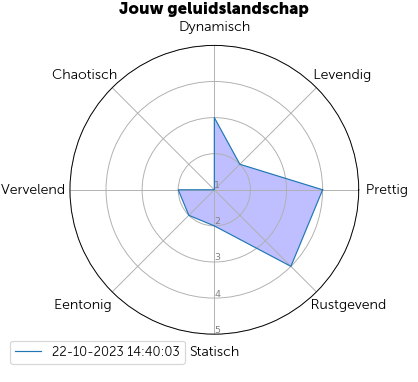 Jouw geluidslandschap
Dynamisch
Chaotisch
Levendig
Vervelend
Prettig
1
2
3
4
5
Eentonig
Rustgevend
22-10-2023 14:40:03
Statisch